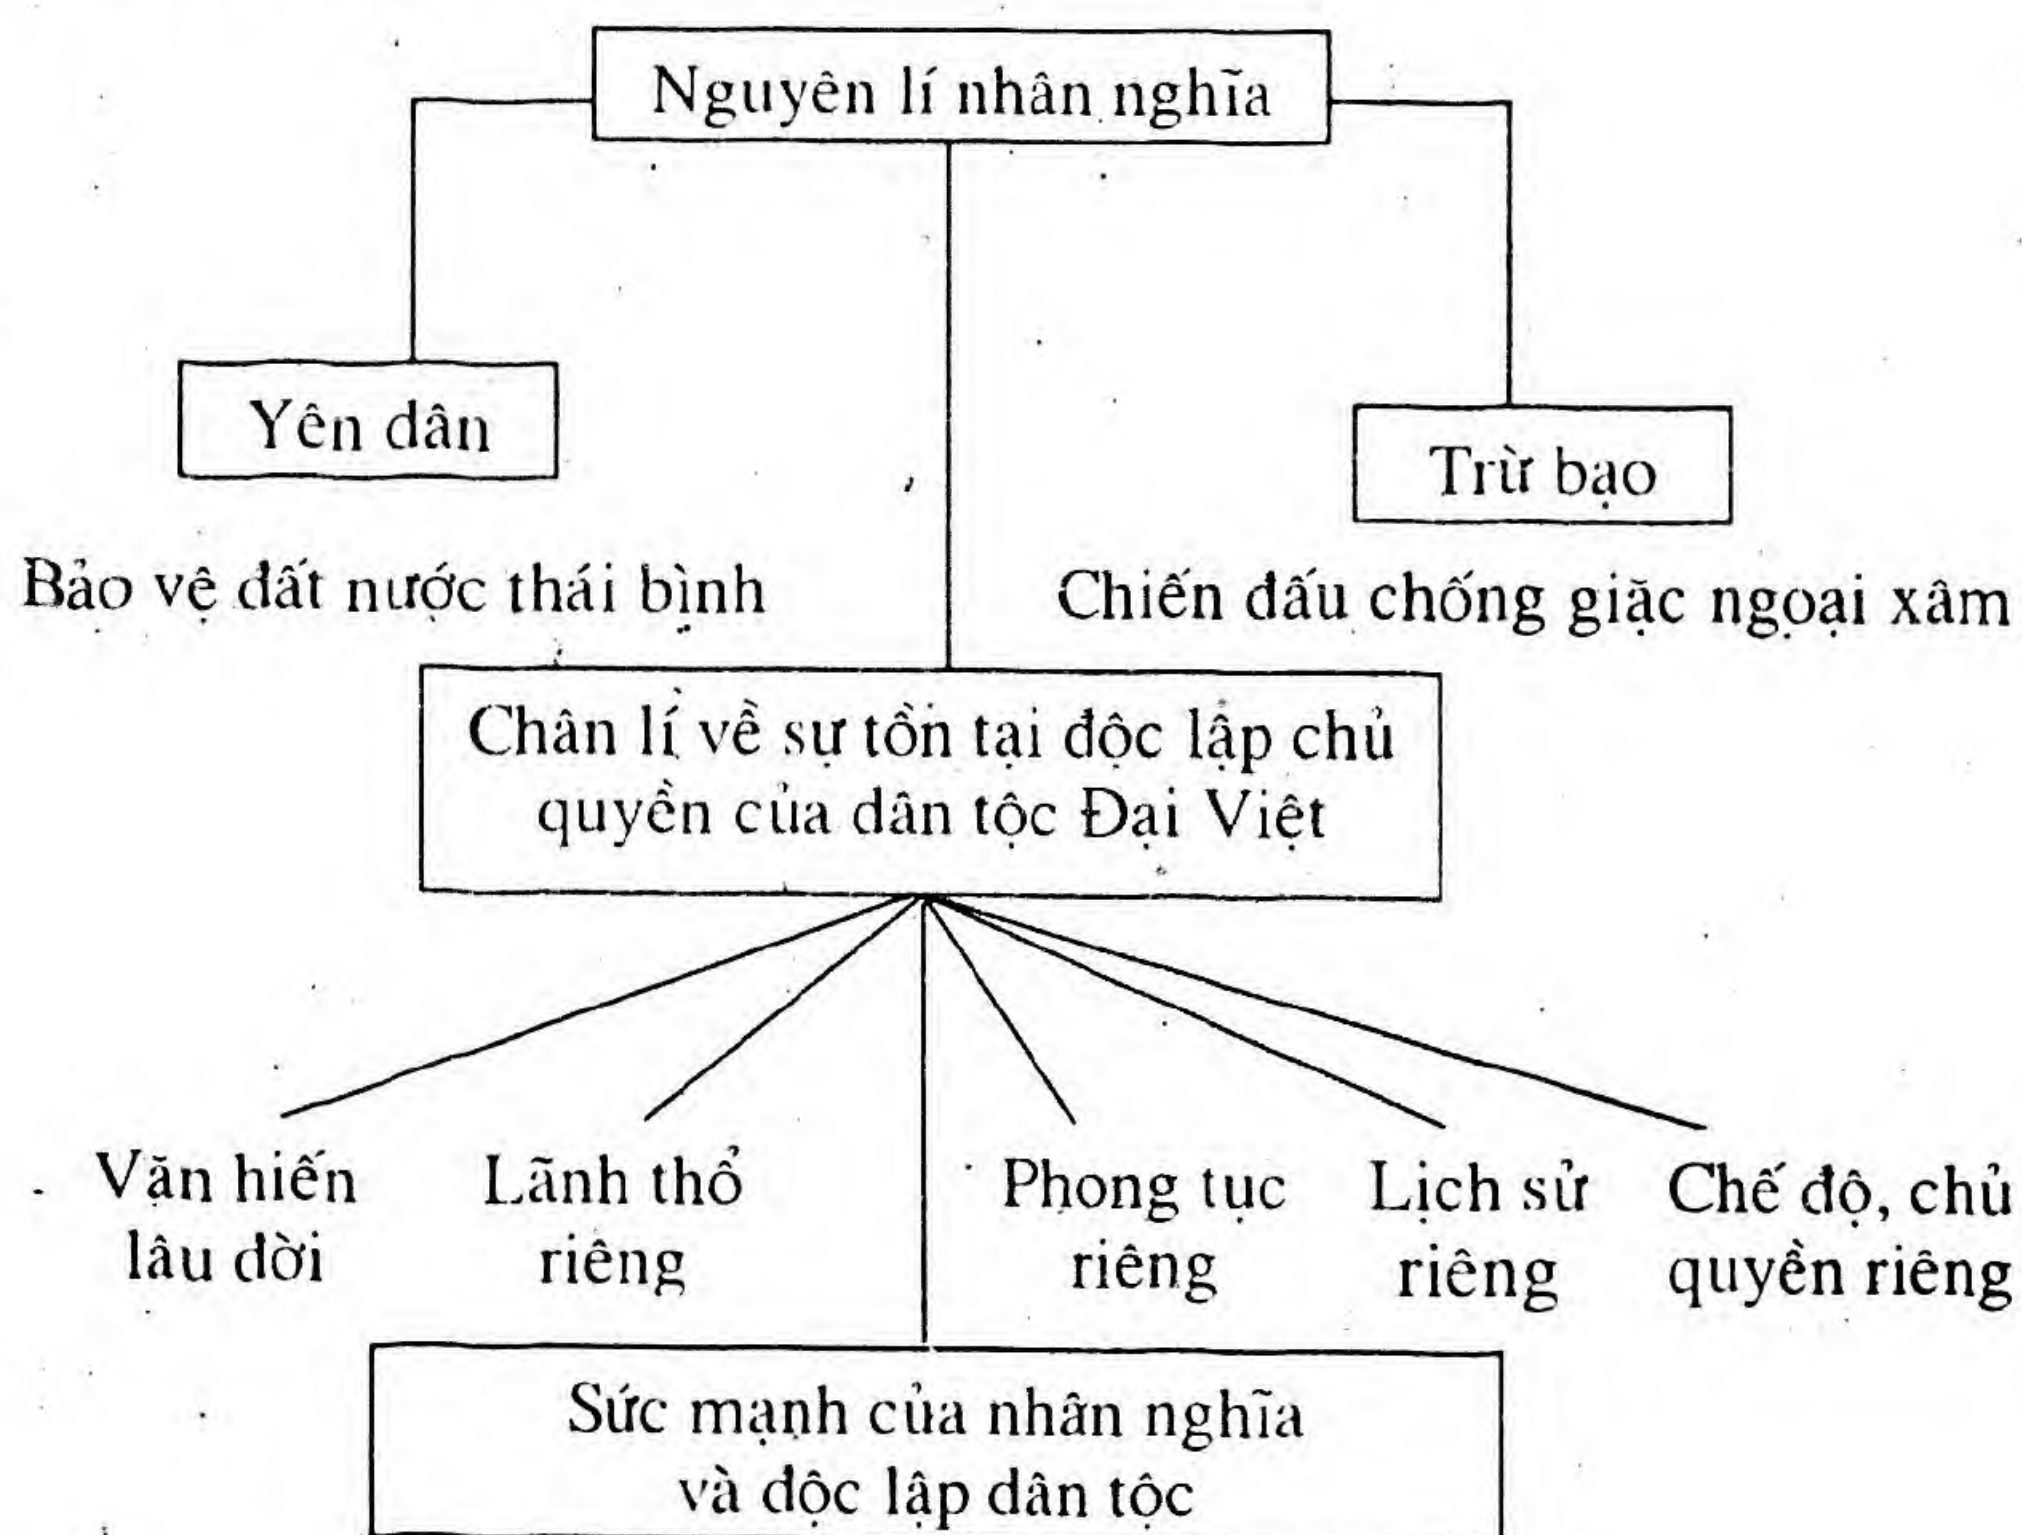 Nguyên lí nhân nghĩa
Yên dân
Trừ bạo
Bảo vệ đất nước thái bình
Chiến đấu chống giặc ngoại xâm
Chân lí về sự tồn tại độc lập chủ
quyền của dân tộc Đại Việt
Văn hiến
lâu đời
Lãnh thổ
riêng
Phong tục
riêng
Lịch sử
riêng
Chế độ, chủ
quyền riêng
Sức mạnh của nhân nghĩa
và độc lập dân tộc